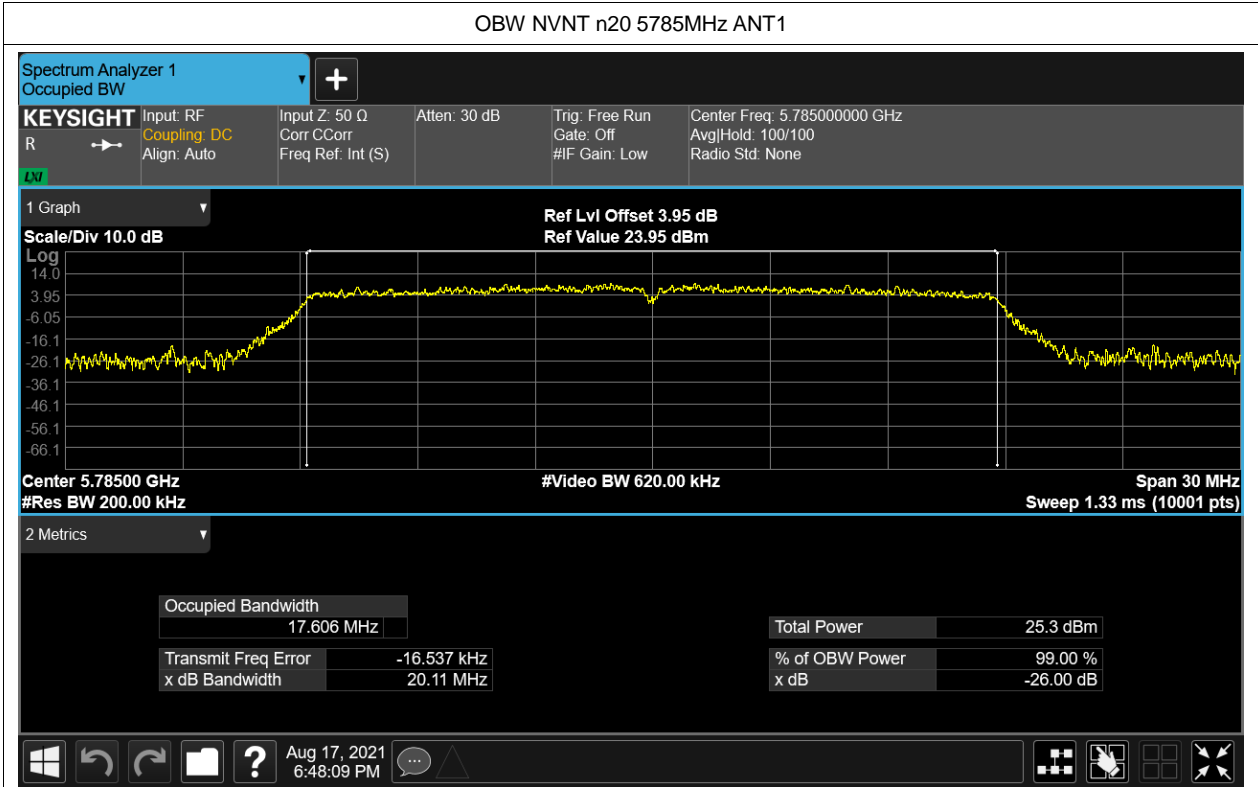 OBW NVNT n20 5785MHz ANT1
Spectrum Analyzer 1
Occupied BW
KEYSIGHT
R
LXI
Input: RF
Coupling: DC
Align: Auto
Input Z: 50 Ω
Corr CCorr
Freq Ref: Int (S)
Atten: 30 dB
Trig: Free Run
Gate: Off
#IF Gain: Low
Center Freq: 5.785000000 GHz
Avg|Hold: 100/100
Radio Std: None
1 Graph
Scale/Div 10.0 dB
Ref Lvl Offset 3.95 dB
Ref Value 23.95 dBm
Log
14.0
3.95
-6.05
-16.1
-26.1
-36.1
-46.1
-56.1
-66.1
Center 5.78500 GHz
#Res BW 200.00 kHz
#Video BW 620.00 kHz
Span 30 MHz
Sweep 1.33 ms (10001 pts)
2 Metrics
Occupied Bandwidth
17.606 MHz
Transmit Freq Error -16.537 kHz
x dB Bandwidth 20.11 MHz
Total Power 25.3 dBm
% of OBW Power 99.00 %
x dB -26.00 dB
?
Aug 17, 2021
6:48:09 PM